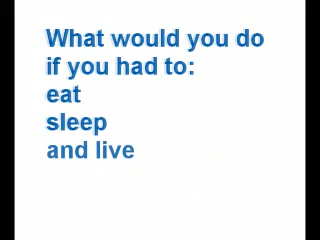 What would you do
if you had to:
eat
sleep
and live